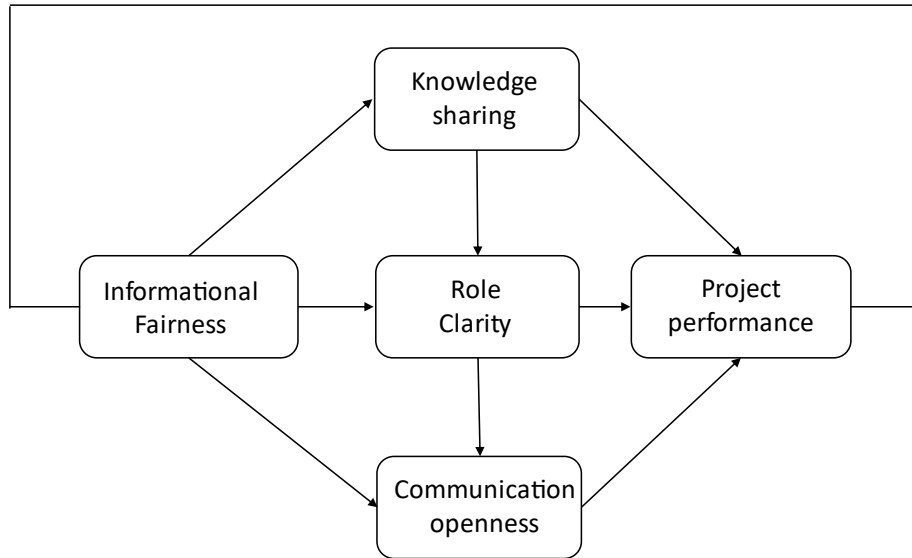 Knowledge
sharing
Informational
Fairness
Role
Clarity
Project
performance
Communication
openness